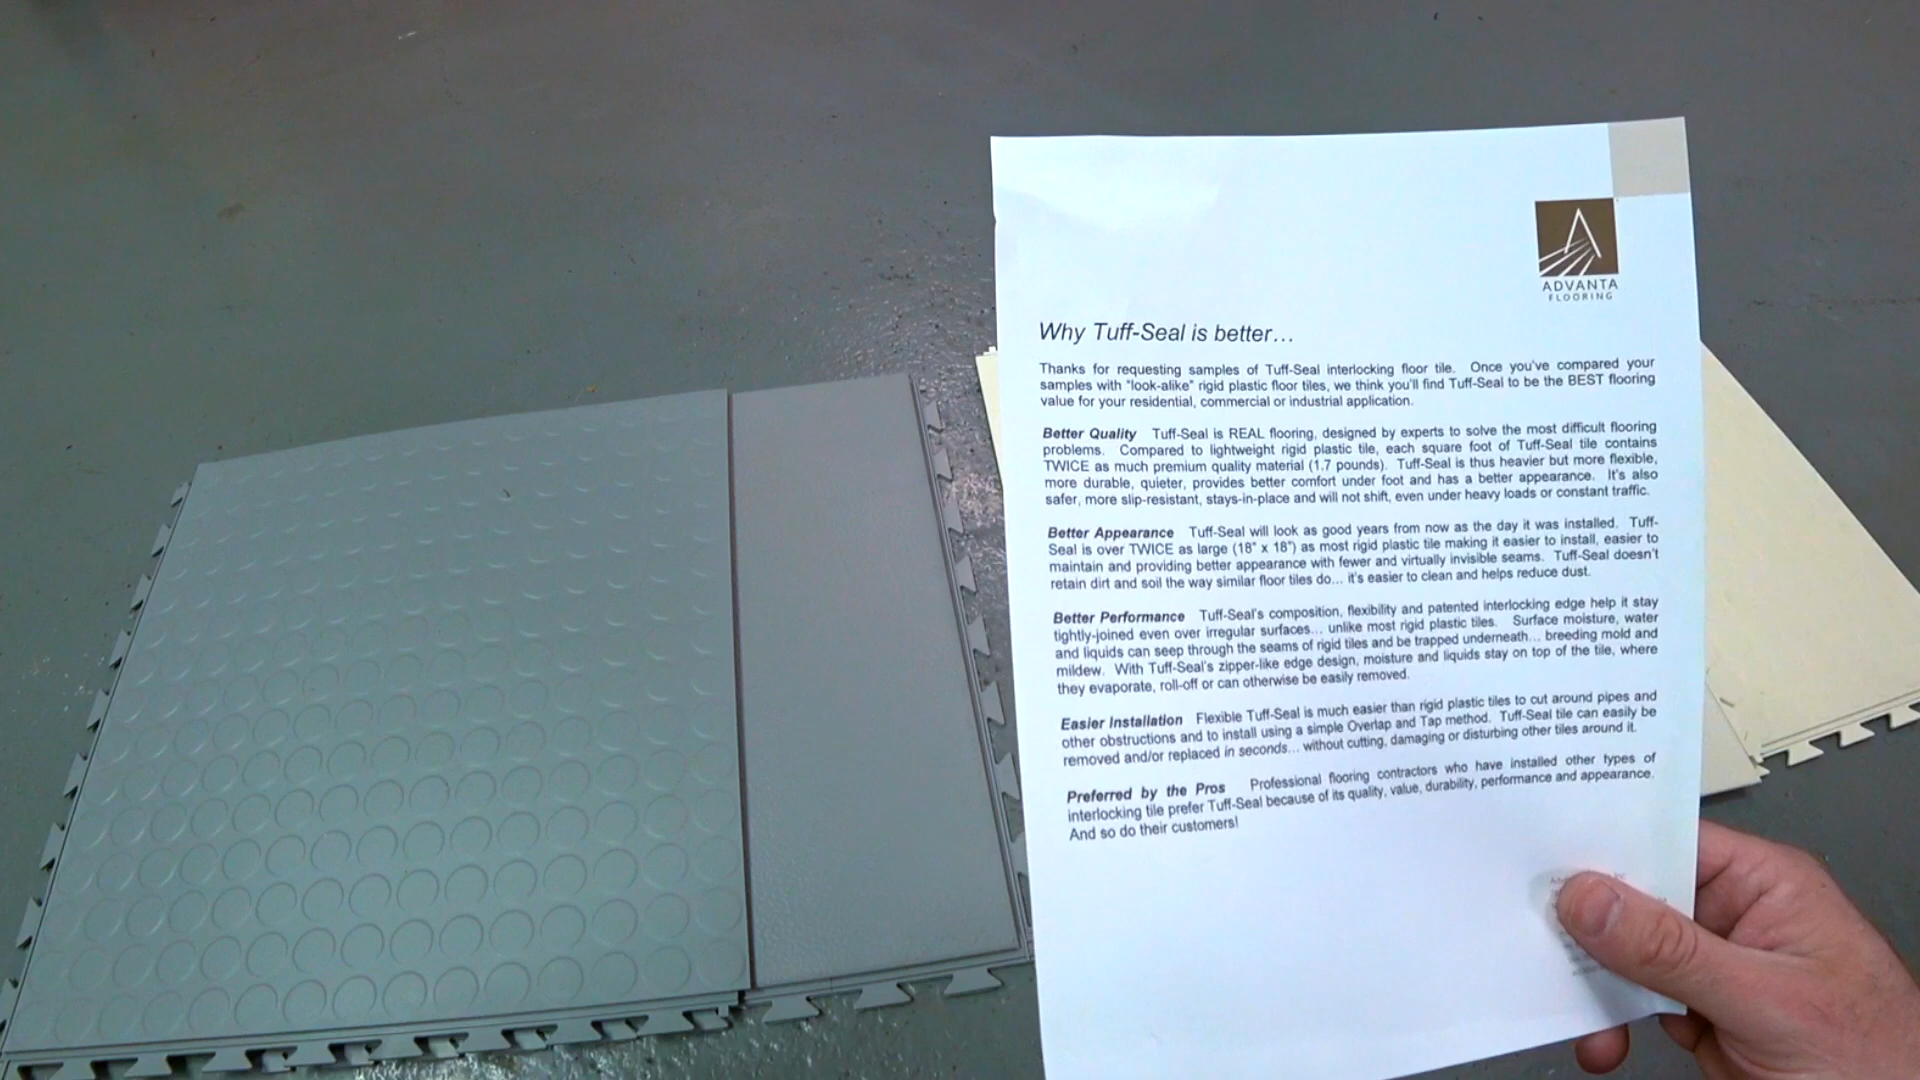 ADVANTA
FLOORING
Why Tuff-Seal is better…
Thanks for requesting samples of Tuff-Seal interlocking floor tile. Once you've compared your
samples with "look-alike" rigid plastic floor tiles, we think you'll find Tuff-Seal to be the BEST flooring
value for your residential, commercial or industrial application.
Better Quality Tuff-Seal is REAL flooring, designed by experts to solve the most difficult flooring
problems. Compared to lightweight rigid plastic tile, each square foot of Tuff-Seal tile contains
TWICE as much premium quality material (1.7 pounds). Tuff-Seal is thus heavier but more flexible,
more durable, quieter, provides better comfort under foot and has a better appearance. It's also
safer, more slip-resistant, stays-in-place and will not shift, even under heavy loads or constant traffic.
Better Appearance Tuff-Seal will look as good years from now as the day it was installed. Tuff-
Seal is over TWICE as large (18" x 18") as most rigid plastic tile making it easier to install, easier to
maintain and providing better appearance with fewer and virtually invisible seams. Tuff-Seal doesn't
retain dirt and soil the way similar floor tiles do… it's easier to clean and helps reduce dust.
Better Performance Tuff-Seal's composition, flexibility and patented interlocking edge help it stay
tightly-joined even over irregular surfaces… unlike most rigid plastic tiles. Surface moisture, water
and liquids can seep through the seams of rigid tiles and be trapped underneath… breeding mold and
mildew. With Tuff-Seal's zipper-like edge design, moisture and liquids stay on top of the tile, where
they evaporate, roll-off or can otherwise be easily removed.
Easier Installation Flexible Tuff-Seal is much easier than rigid plastic tiles to cut around pipes and
other obstructions and to install using a simple Overlap and Tap method. Tuff-Seal tile can easily be
removed and/or replaced in seconds… without cutting, damaging or disturbing other tiles around it.
Preferred by the Pros Professional flooring contractors who have installed other types of
interlocking tile prefer Tuff-Seal because of its quality, value, durability, performance and appearance.
And so do their customers!